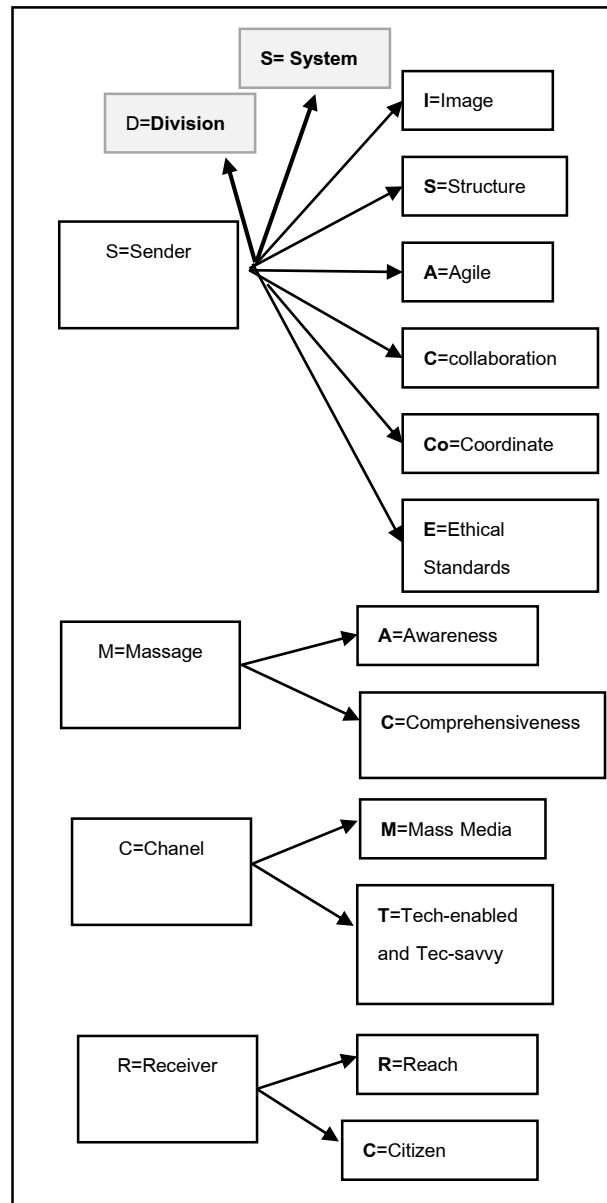 S= System
D=Division
I=Image
S=Structure
S=Sender
A=Agile
C=collaboration
Co=Coordinate
E=Ethical
Standards
M=Massage
A=Awareness
C=Comprehensiveness
C=Chanel
M=Mass Media
T=Tech-enabled
and Tec-savvy
R=Receiver
R=Reach
C=Citizen